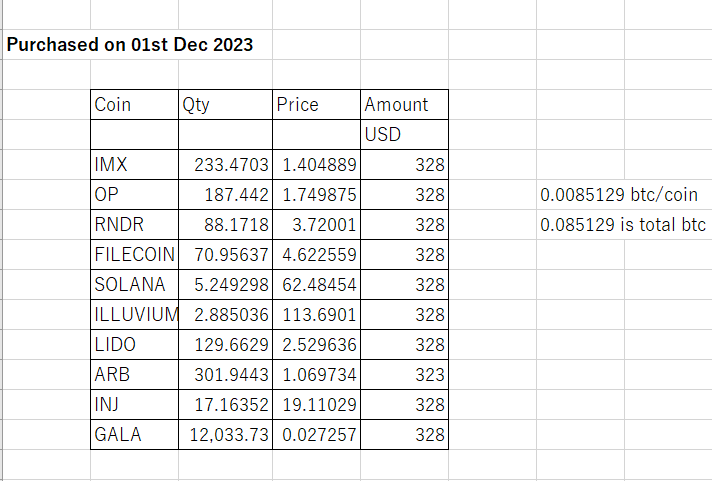 Purchased on 01st Dec 2023
Coin Qty Price Amount
USD
IMX 233.4703 1.404889 328
OP 187.442 1.749875 328 0.0085129 btc/coin
RNDR 88.1718 3.72001 328 0.085129 is total btc
FILECOIN 70.95637 4.622559 328
SOLANA 5.249298 62.48454 328
ILLUVIUM 2.885036 113.6901 328
LIDO 129.6629 2.529636 328
ARB 301.9443 1.069734 323
INJ 17.16352 19.11029 328
GALA 12,033.73 0.027257 328